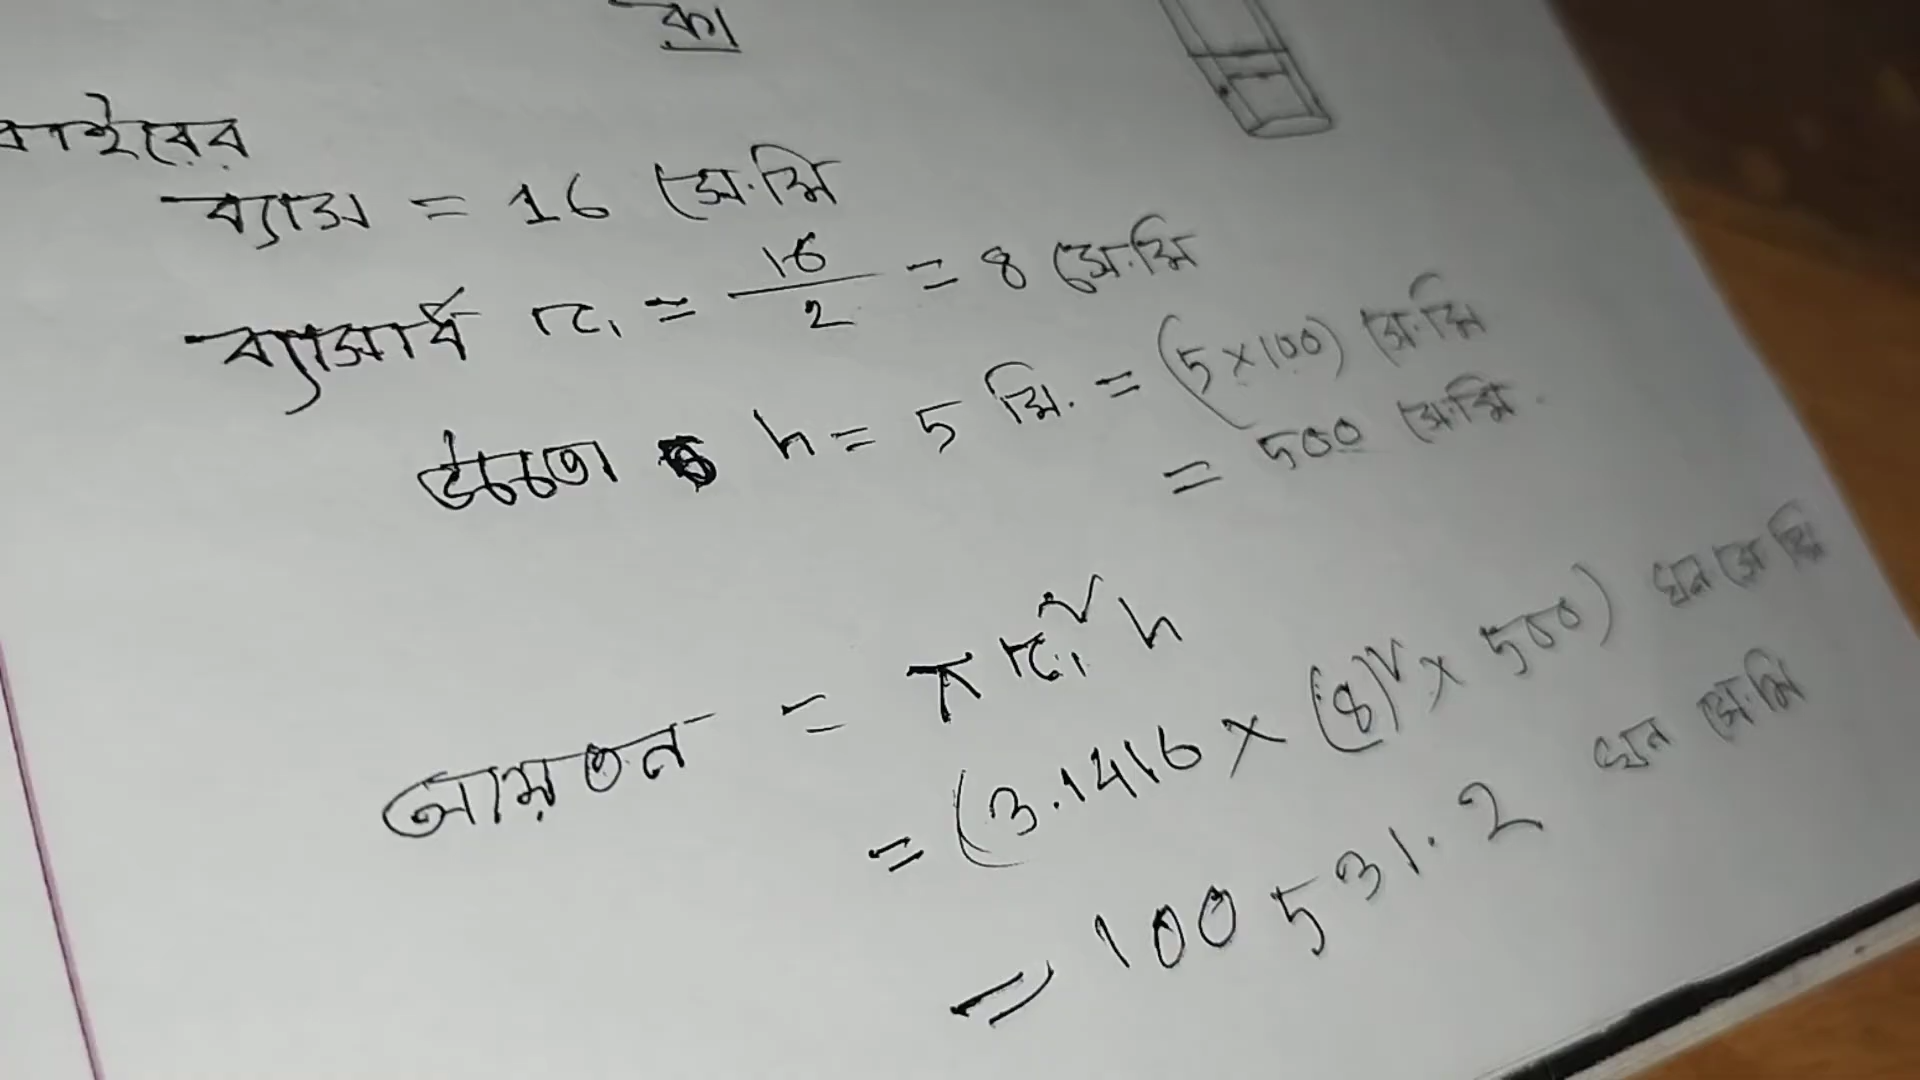 ক)
বাইরের
ব্যাস = 16 সে.মি
ব্যাসার্ধ r₁ = 16/2 = 8 সে.মি
উচ্চতা h = 5 মি. = (5×100) সে.মি
= 500 সে.মি.
আয়তন = πr₁²h
= (3.1416 × (8)² × 500) ঘন সে মি
= 100531.2 ঘন সে.মি